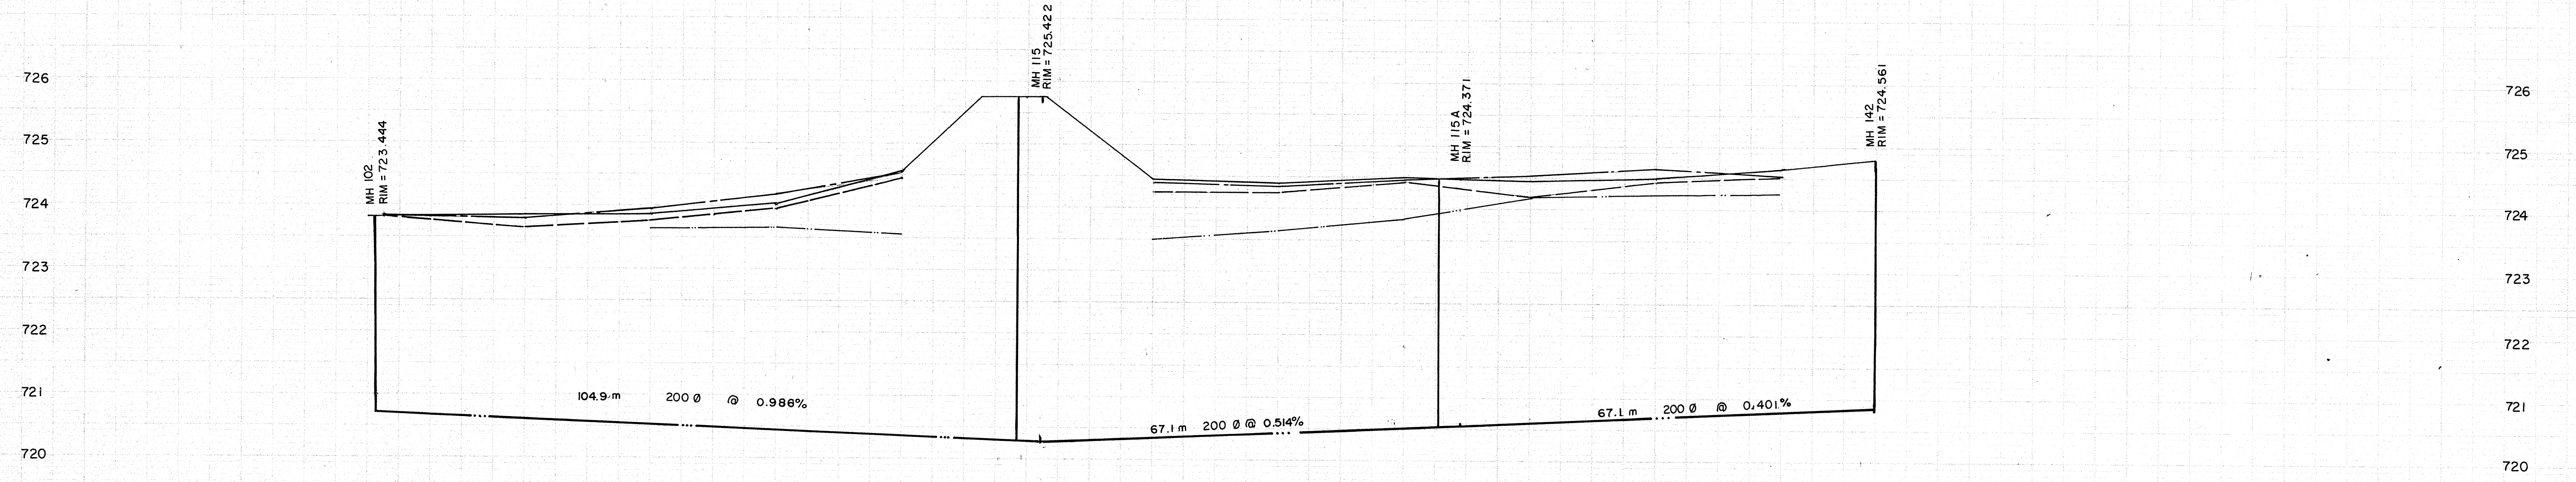 MH 115
RIM = 725.422
726
726
MH 102
RIM = 723.444
MH 115A
RIM = 724.371
MH 142
RIM = 724.561
725
725
724
724
723
723
722
722
721
104.9 m 200 Ø @ 0.986%
67.1 m 200 Ø @ 0.514%
67.1 m 200 Ø @ 0.401%
721
720
720